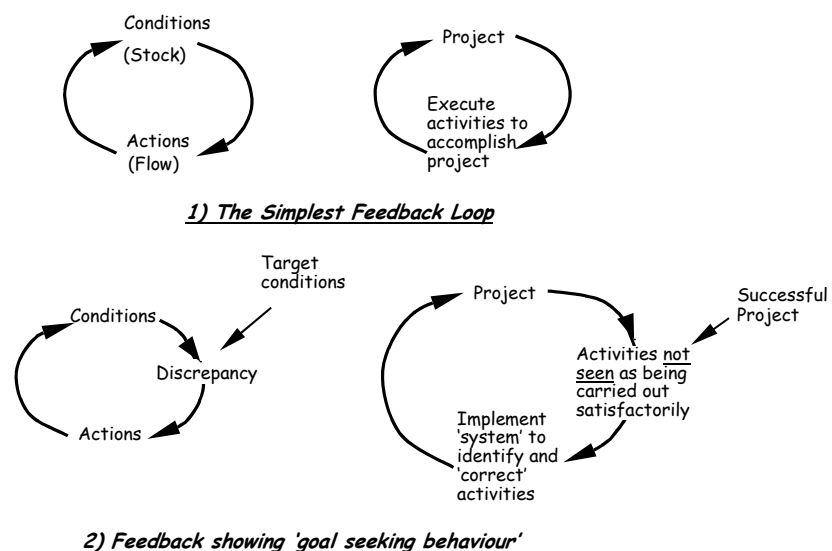 Conditions
(Stock)
Actions
(Flow)
Project
Execute
activities to
accomplish
project
1) The Simplest Feedback Loop
Target
conditions
Conditions
Discrepancy
Actions
Project
Successful
Project
Activities not
seen as being
carried out
satisfactorily
Implement
'system' to
identify and
'correct'
activities
2) Feedback showing 'goal seeking behaviour'